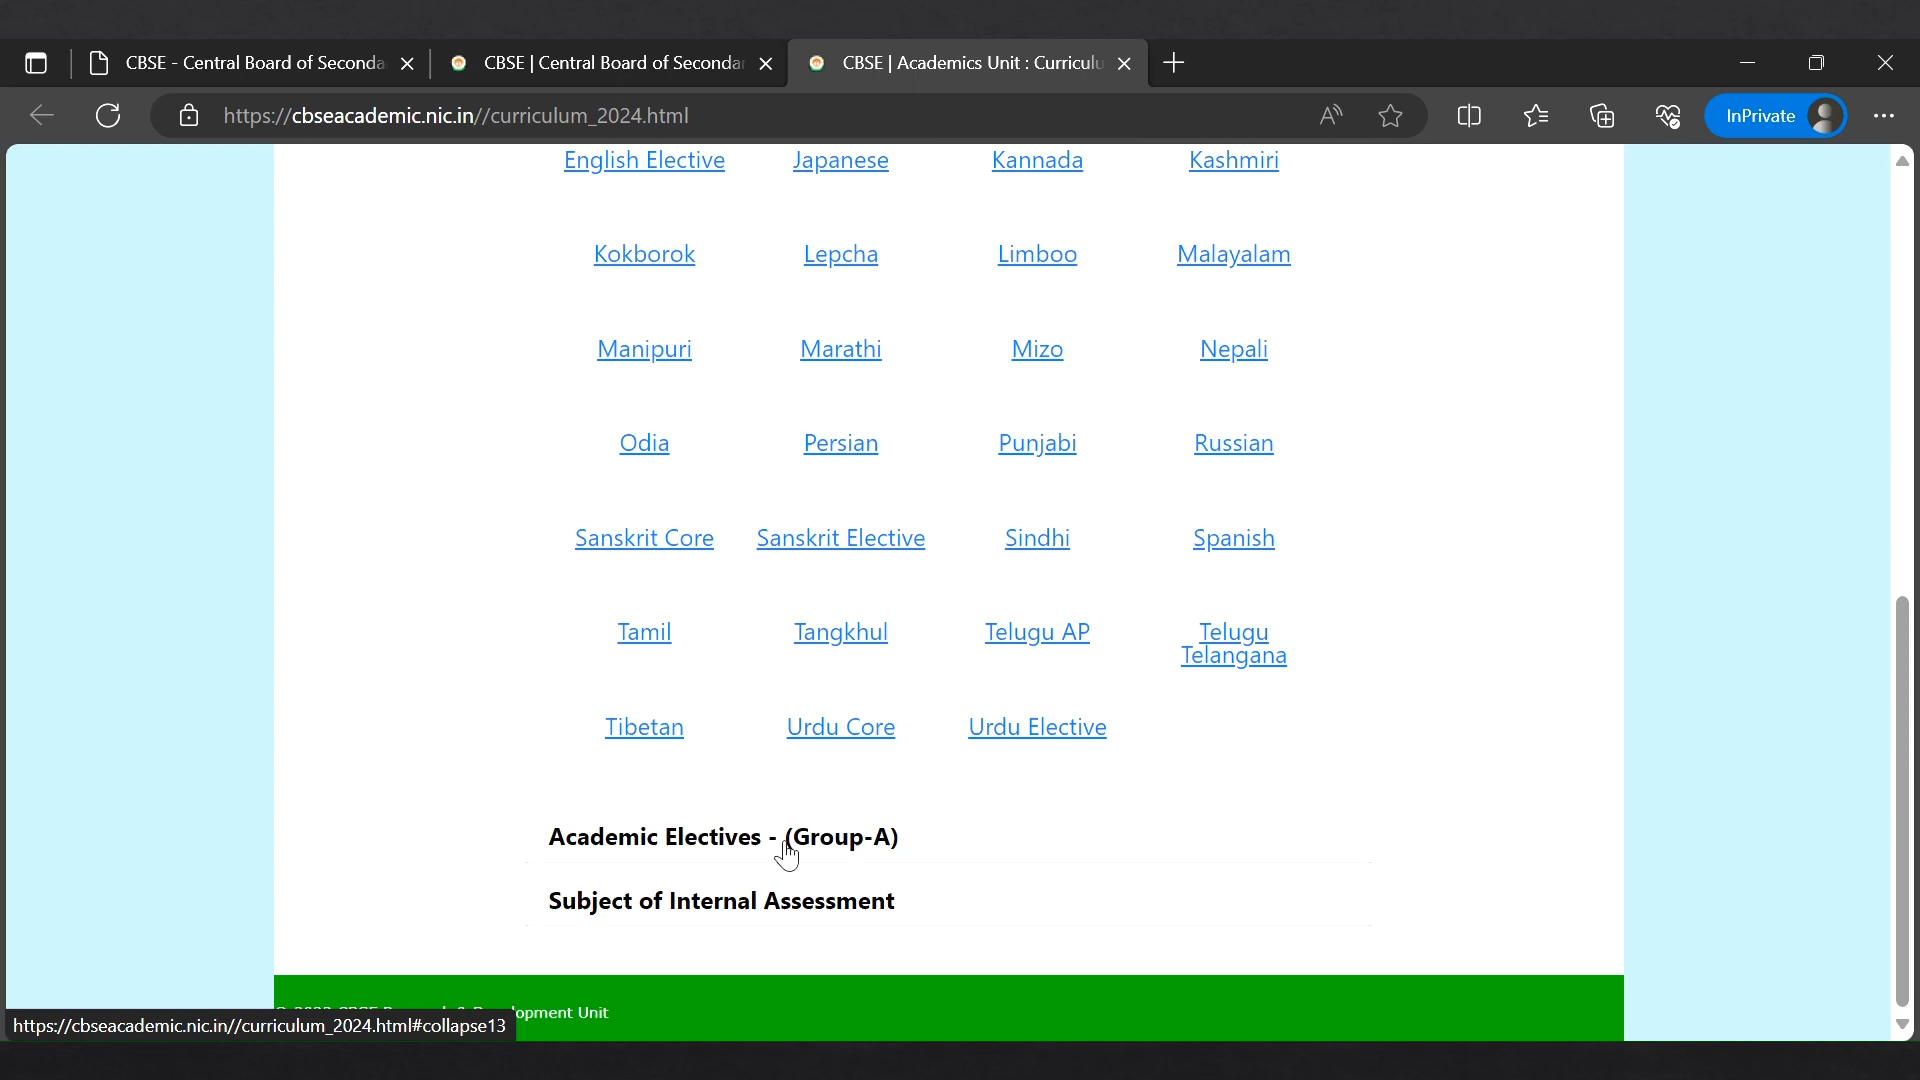 CBSE - Central Board of Seconda
CBSE | Central Board of Secondar
CBSE | Academics Unit : Curriculu
https://cbseacademic.nic.in//curriculum_2024.html
InPrivate
English Elective Japanese Kannada Kashmiri
Kokborok Lepcha Limboo Malayalam
Manipuri Marathi Mizo Nepali
Odia Persian Punjabi Russian
Sanskrit Core Sanskrit Elective Sindhi Spanish
Tamil Tangkhul Telugu AP Telugu
Telangana
Tibetan Urdu Core Urdu Elective
Academic Electives - (Group-A)
Subject of Internal Assessment
opment Unit
https://cbseacademic.nic.in//curriculum_2024.html#collapse13